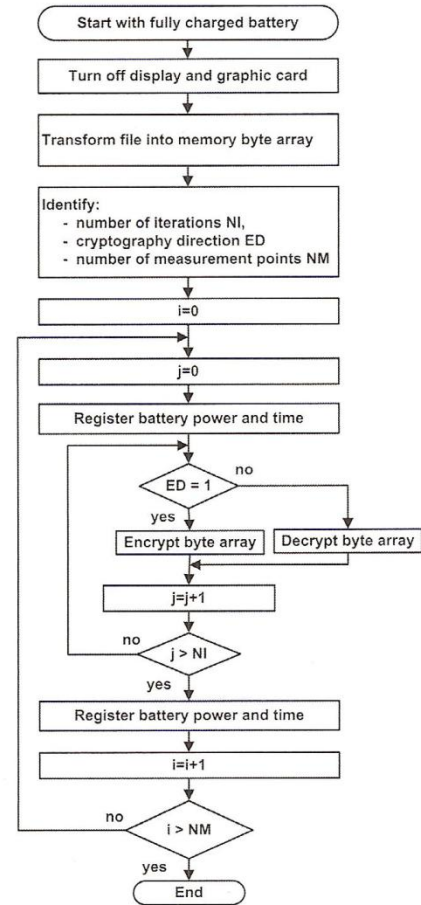 Start with fully charged battery
Turn off display and graphic card
Transform file into memory byte array
Identify:
- number of iterations NI,
- cryptography direction ED
- number of measurement points NM
i=0
j=0
Register battery power and time
ED = 1
no
yes
Encrypt byte array
Decrypt byte array
j=j+1
no
j > NI
yes
Register battery power and time
i=i+1
no
i > NM
yes
End